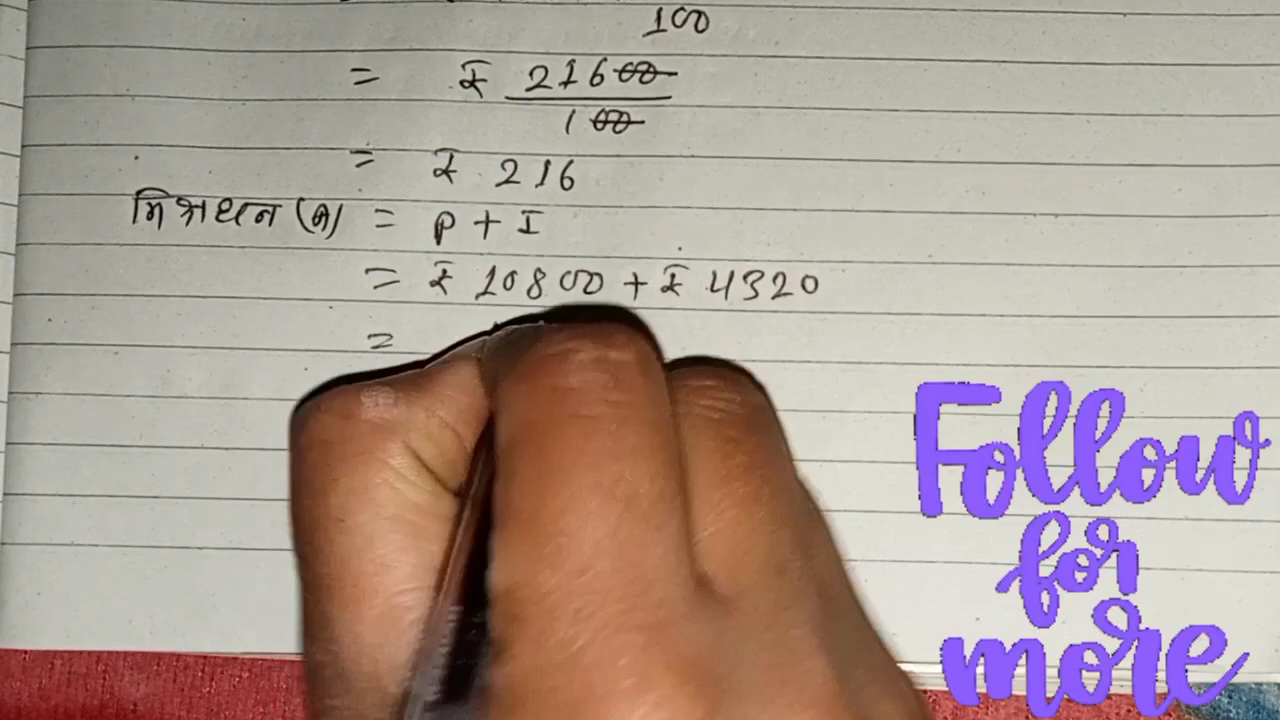 100
= ₹ 21600
100
= ₹ 216
मिश्रधन (A) = P + I
= ₹ 10800 + ₹ 4320
=
Follow
for
more